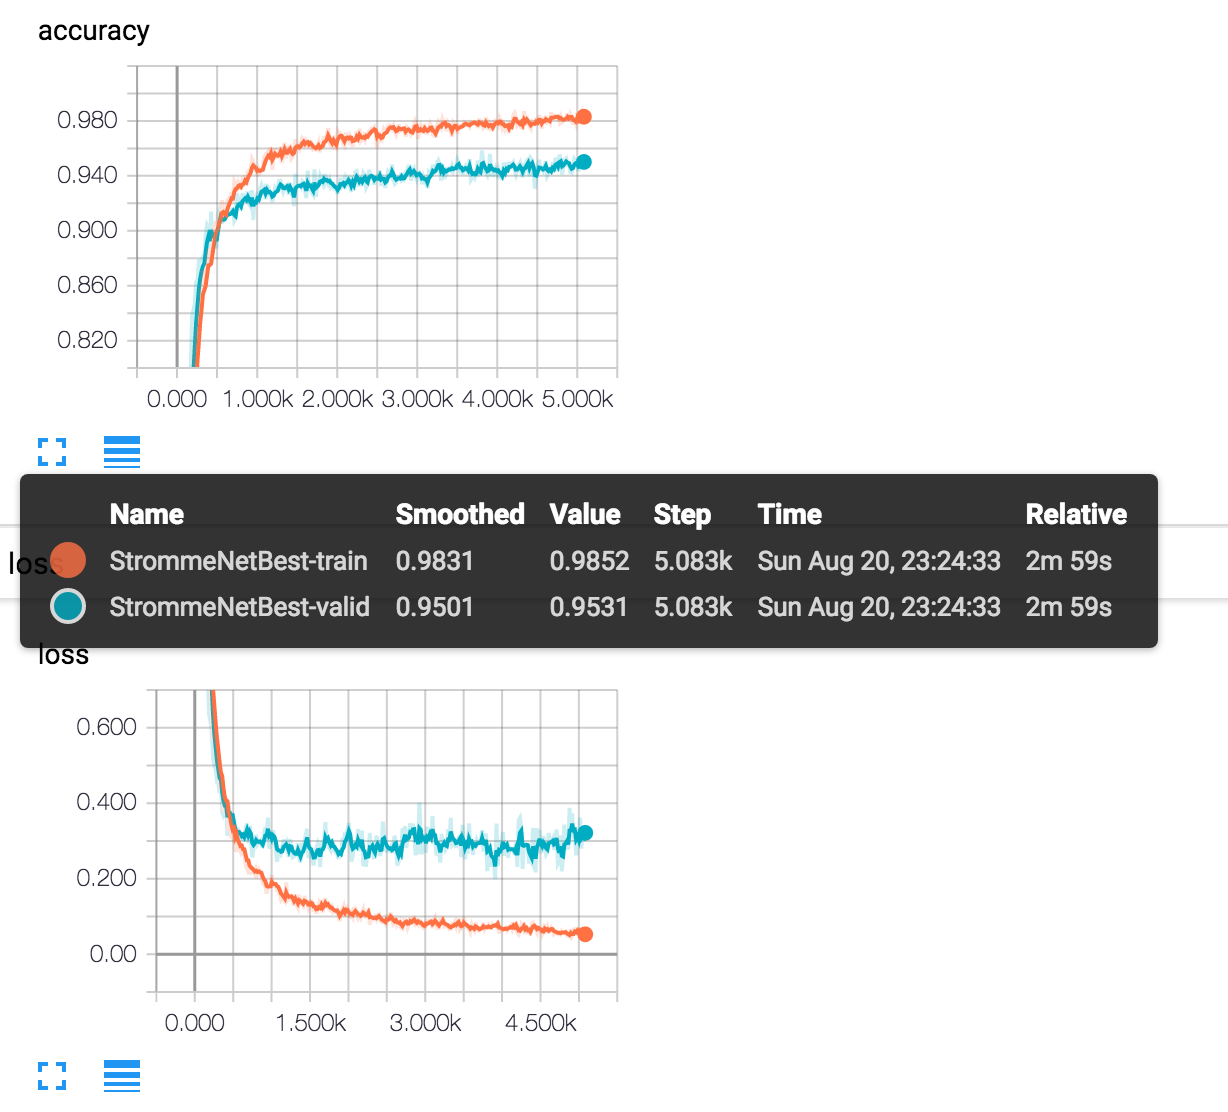 accuracy
0.980
0.940
0.900
0.860
0.820
0.000 1.000k 2.000k 3.000k 4.000k 5.000k
Name Smoothed Value Step Time Relative
StrommeNetBest-train 0.9831 0.9852 5.083k Sun Aug 20, 23:24:33 2m 59s
loss
StrommeNetBest-valid 0.9501 0.9531 5.083k Sun Aug 20, 23:24:33 2m 59s
loss
0.600
0.400
0.200
0.00
0.000 1.500k 3.000k 4.500k